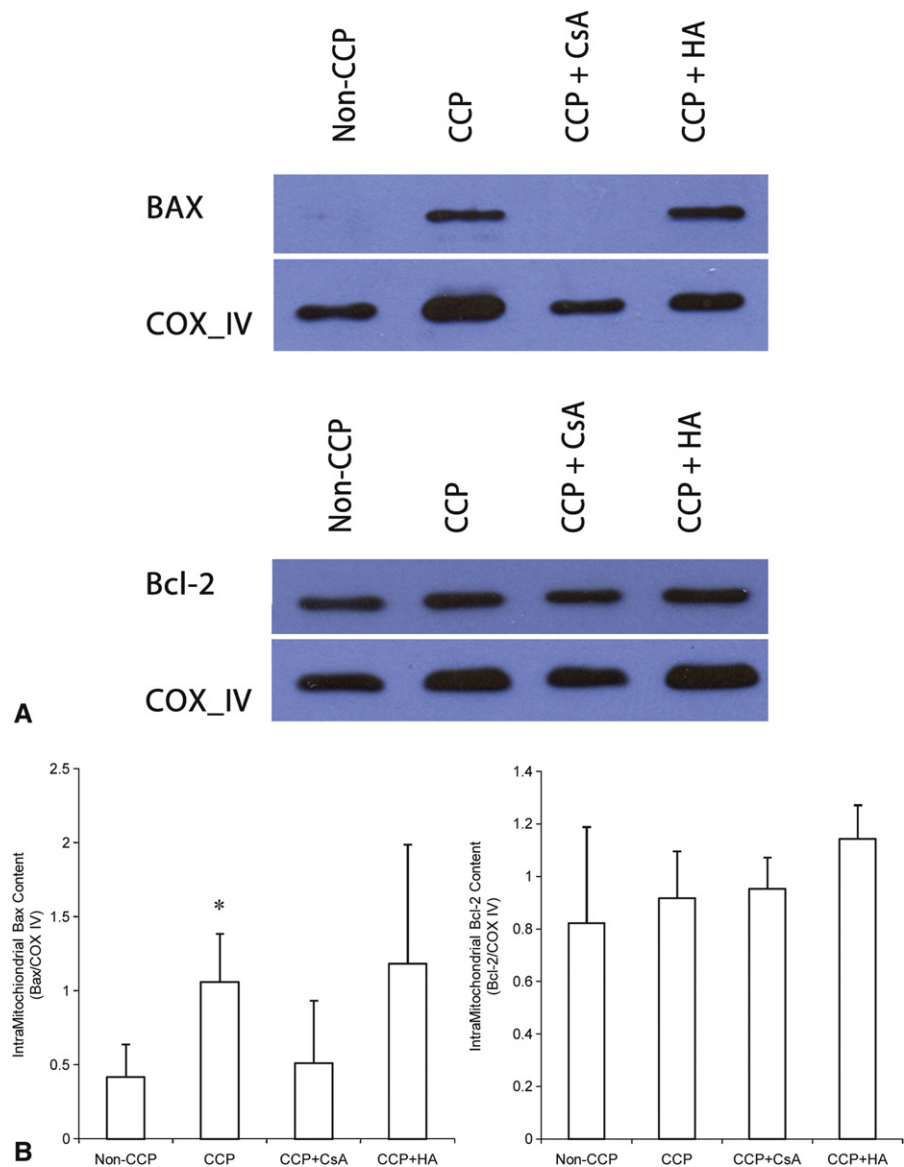 Non-CCP
CCP
CCP + CsA
CCP + HA
BAX
COX_IV
Non-CCP
CCP
CCP + CsA
CCP + HA
Bcl-2
COX_IV
A
IntraMitochiondrial Bax Content
(Bax/COX IV)
2.5
2
1.5
1
0.5
0
*
Non-CCP
CCP
CCP+CsA
CCP+HA
IntraMitochondrial Bcl-2 Content
(Bcl-2/COX IV)
1.4
1.2
1
0.8
0.6
0.4
0.2
0
Non-CCP
CCP
CCP+CsA
CCP+HA
B